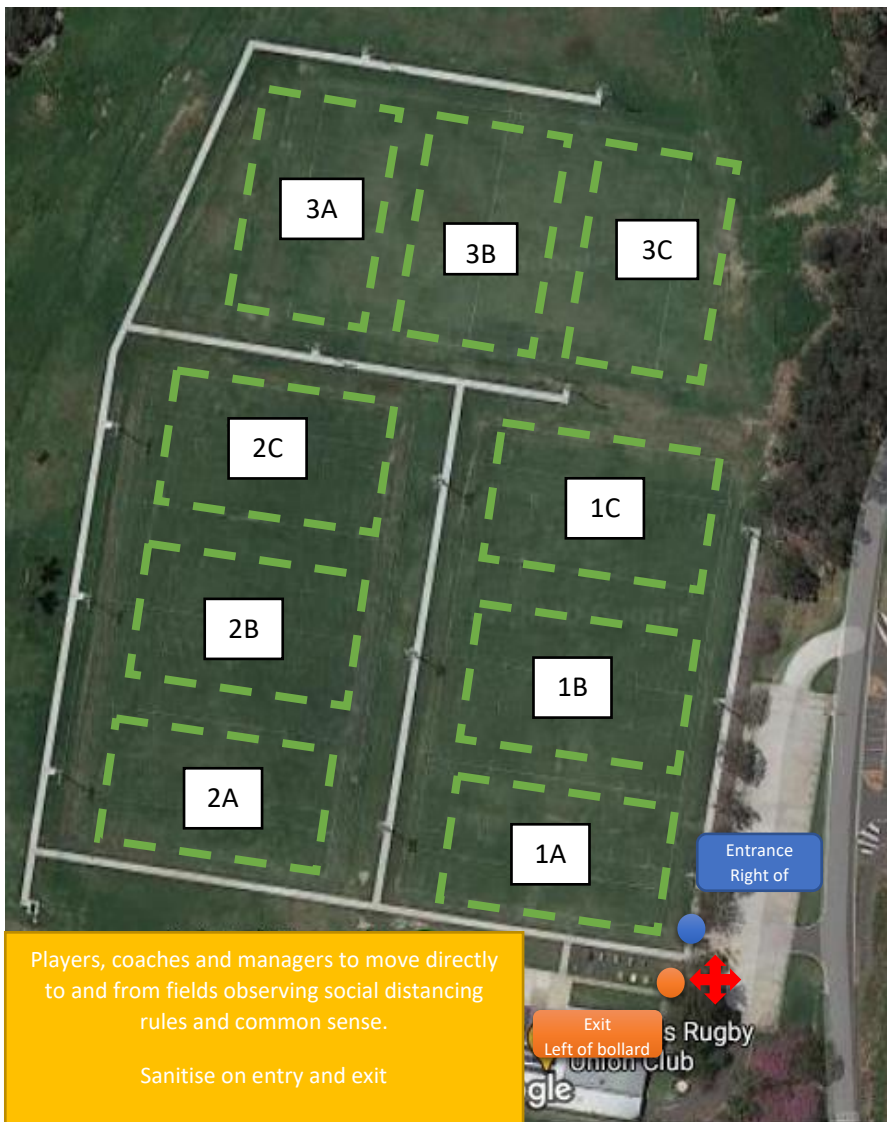 3A
3B
3C
2C
1C
2B
1B
2A
1A
Entrance
Right of
Players, coaches and managers to move directly
to and from fields observing social distancing
rules and common sense.
Sanitise on entry and exit
Exit
Left of bollard
s Rugby
Union Club
gle